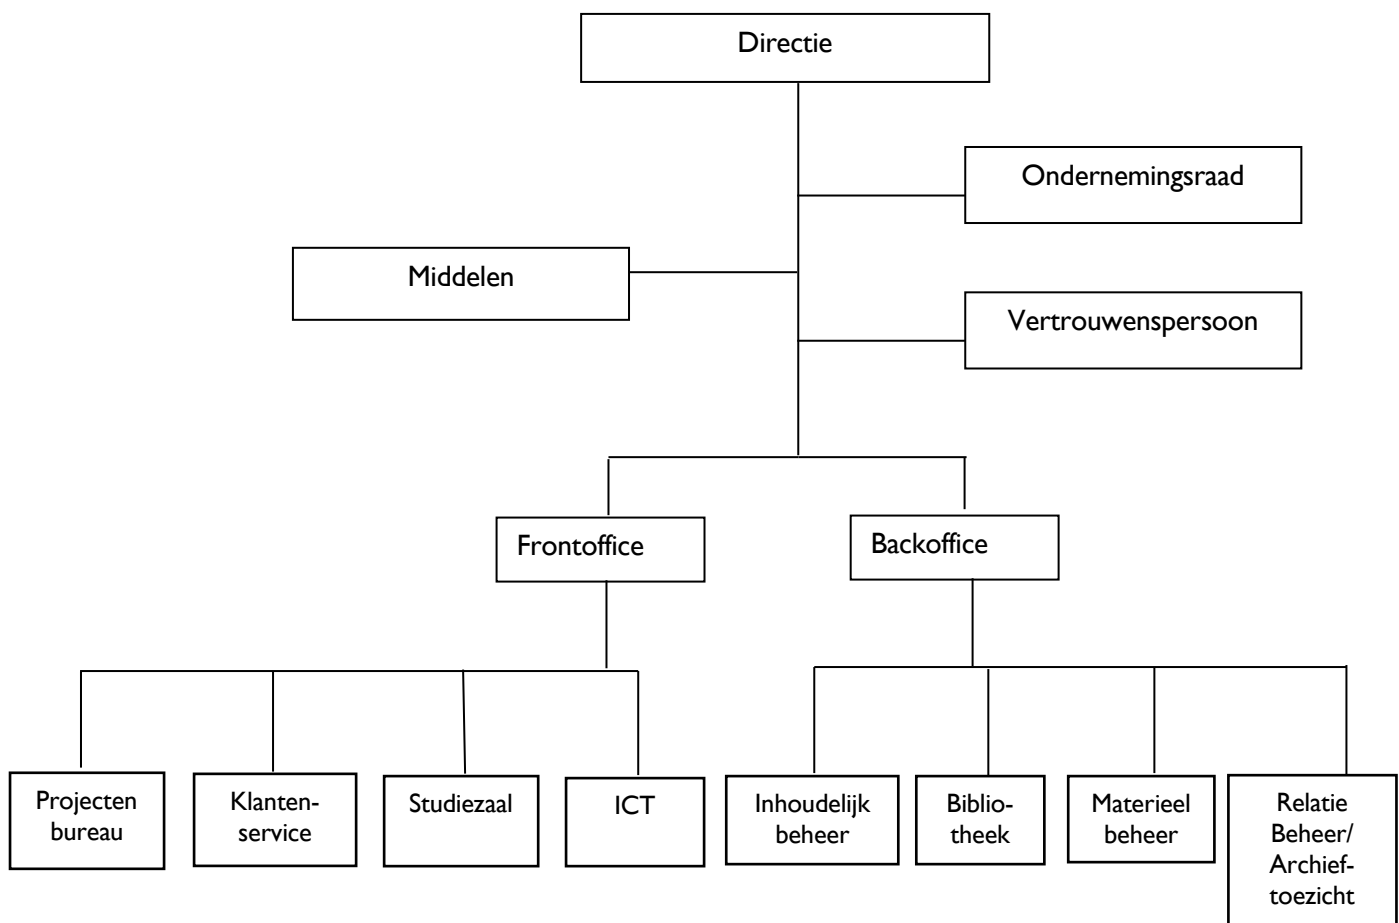 Directie
Ondernemingsraad
Middelen
Vertrouwenspersoon
Frontoffice
Backoffice
Projecten
bureau
Klanten-
service
Studiezaal
ICT
Inhoudelijk
beheer
Biblio-
theek
Materieel
beheer
Relatie
Beheer/
Archief-
toezicht